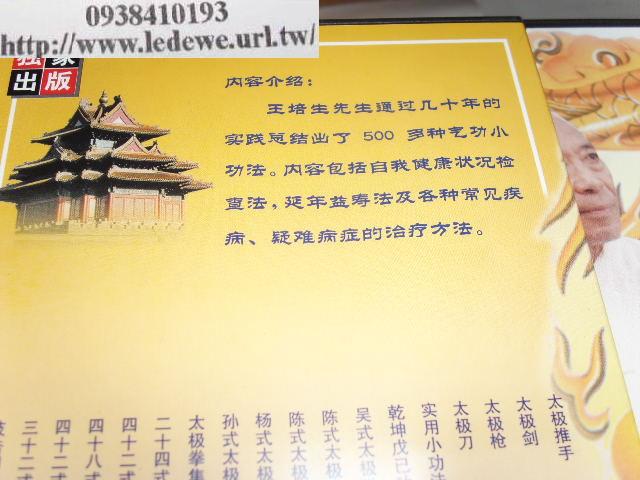 0938410193
http://www.ledewe.url.tw/
独家
出版
内容介绍：
王培生先生通过几十年的
实践总结出了 500 多种气功小
功法。内容包括自我健康状况检
查法，延年益寿法及各种常见疾
病、疑难病症的治疗方法。
太极推手
太极剑
太极枪
太极刀
实用小功法
乾坤戊己功
吴式太极
陈式太极
陈式太极
杨式太极
孙式太极
太极拳集
二十四式
四十二式
四十八式
四十二式
三十二式